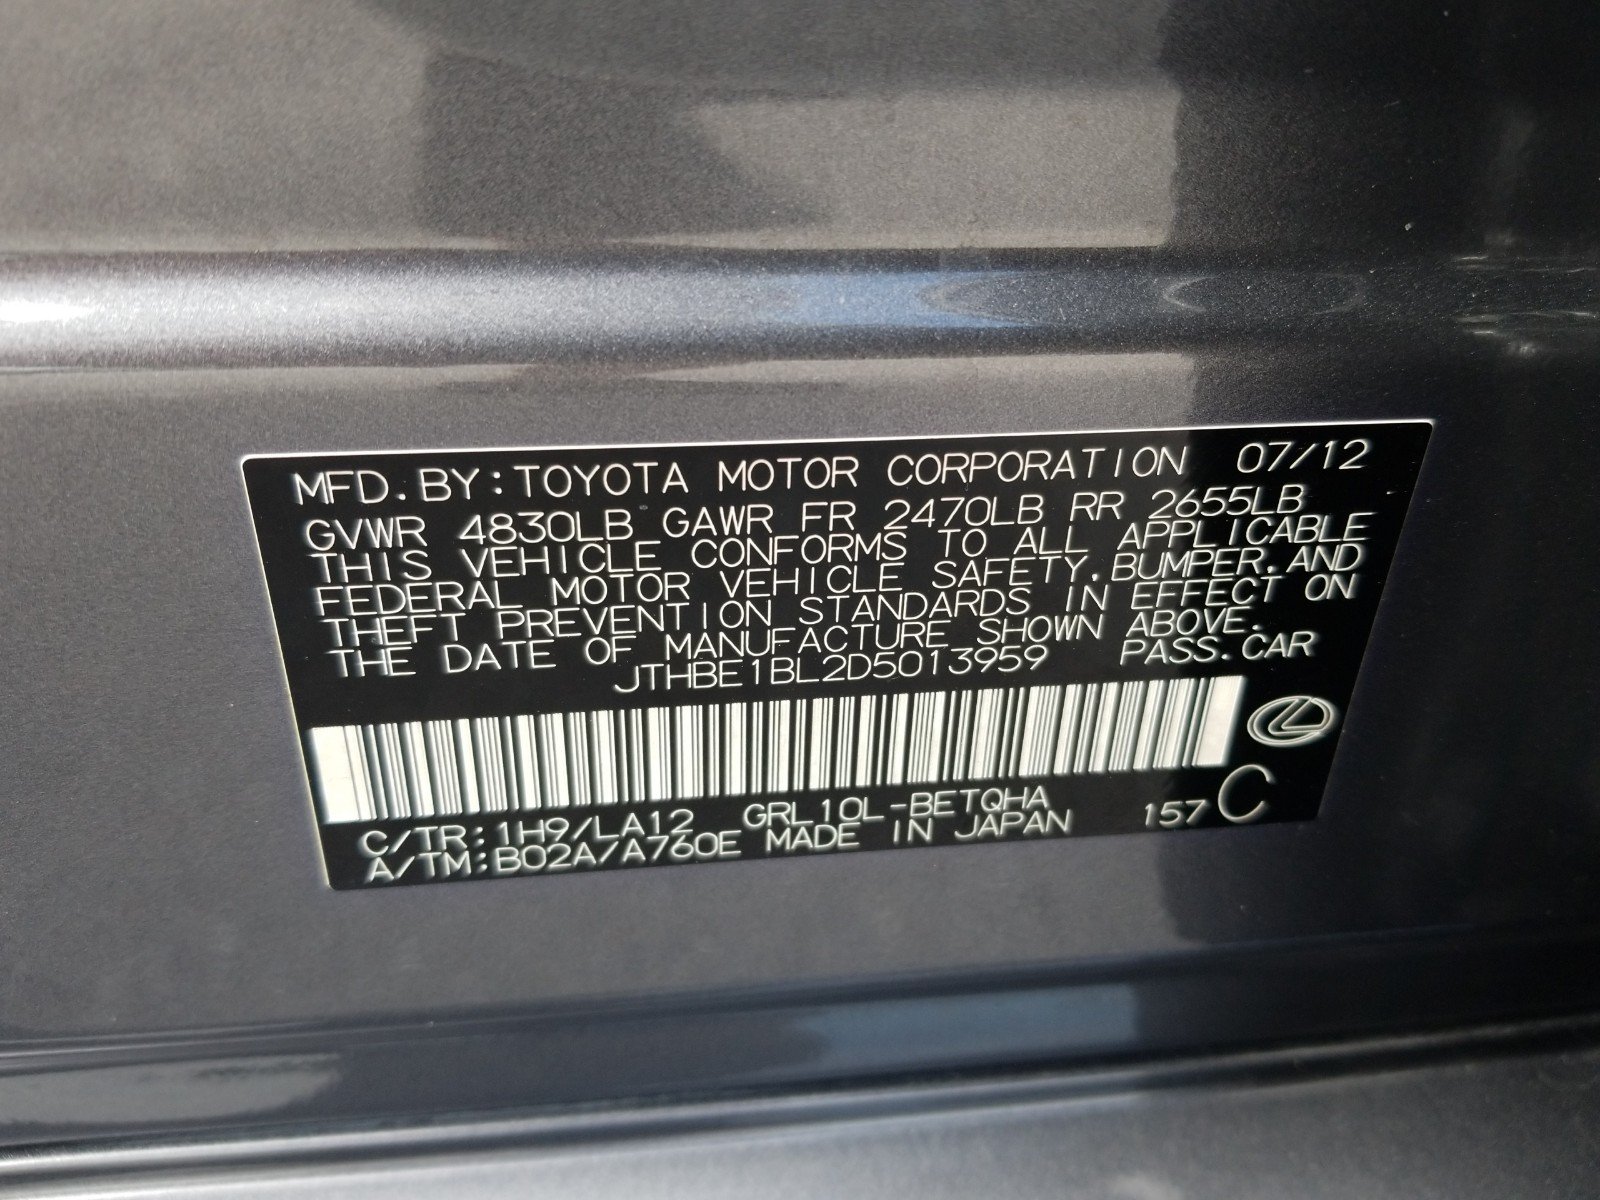 MFD. BY: TOYOTA MOTOR CORPORATION 07/12
GVWR 4830LB GAWR FR 2470LB RR 2655LB
THIS VEHICLE CONFORMS TO ALL APPLICABLE
FEDERAL MOTOR VEHICLE SAFETY, BUMPER, AND
THEFT PREVENTION STANDARDS IN EFFECT ON
THE DATE OF MANUFACTURE SHOWN ABOVE.
JTHBE1BL2D5013959 PASS. CAR
C/TR: 1H9/LA12 GRL10L-BETQHA
A/TM: B02A/A760E MADE IN JAPAN 157 C